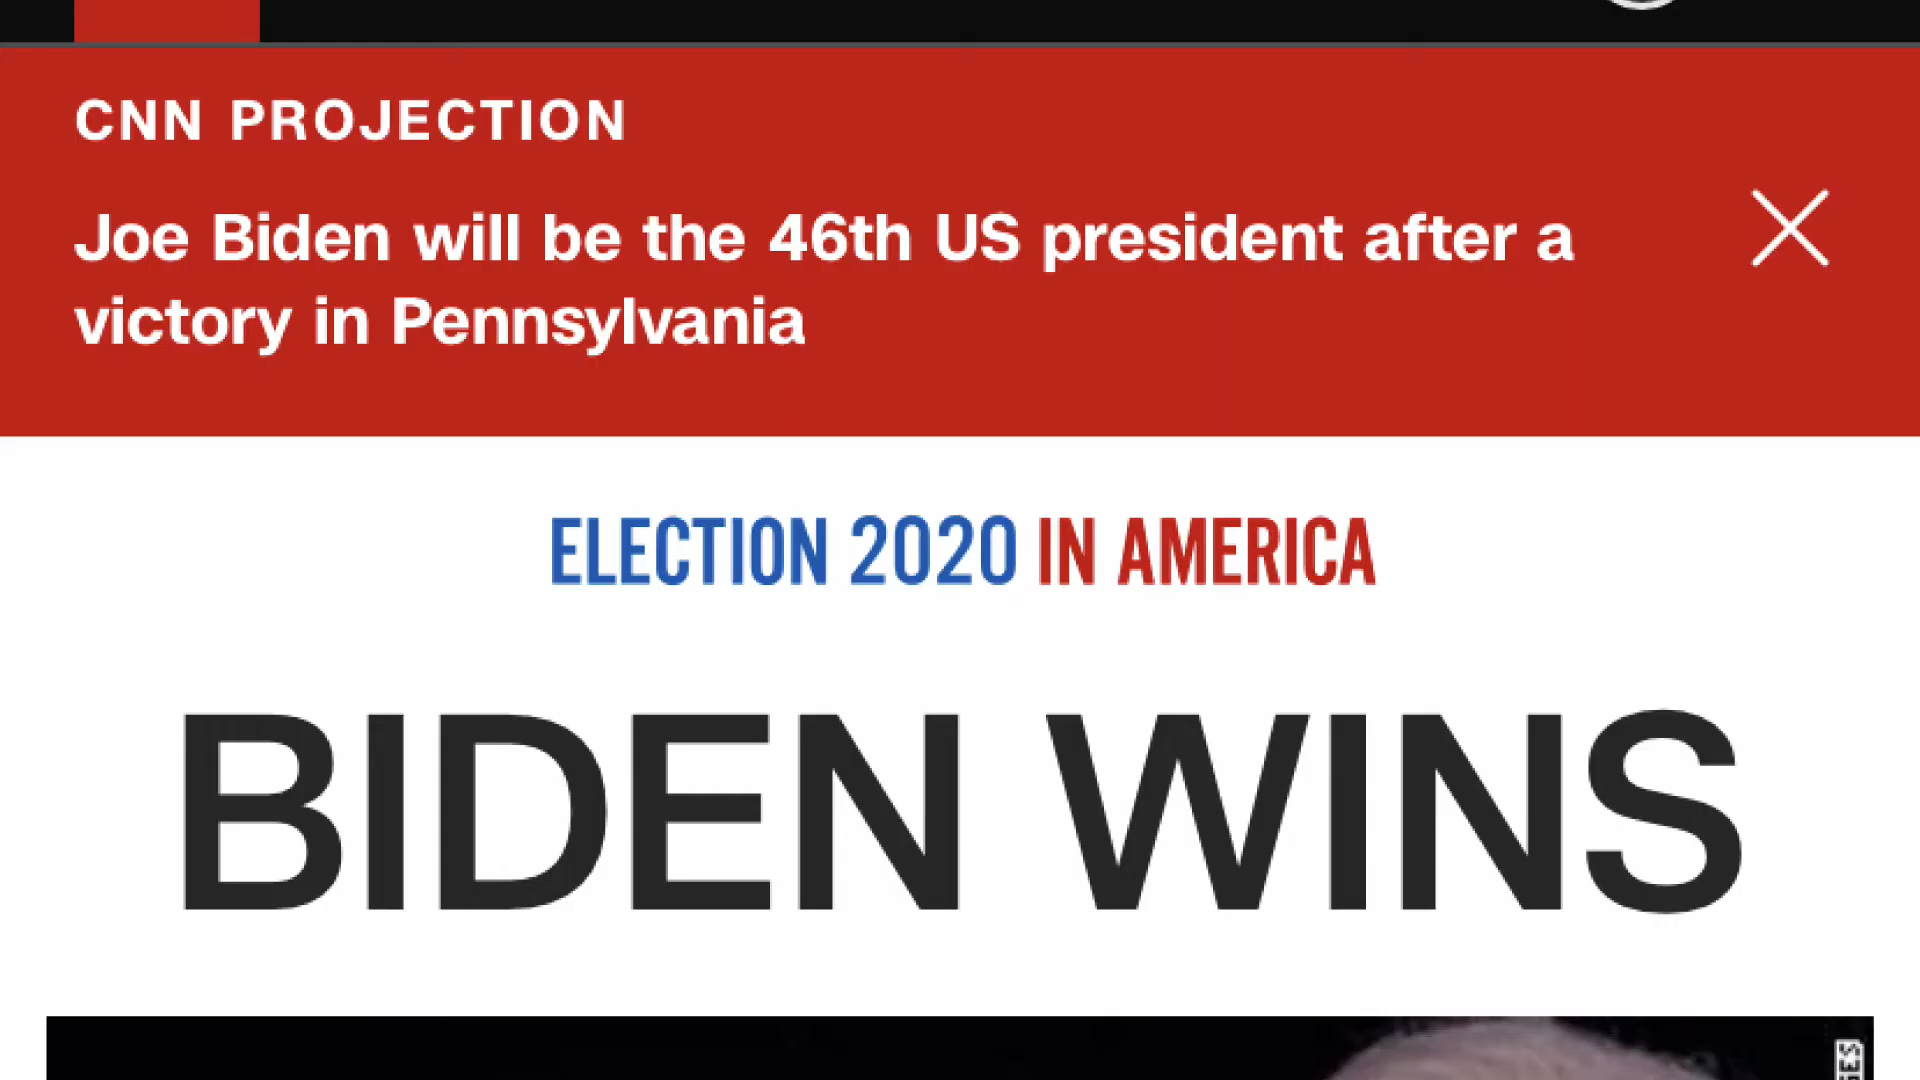 CNN PROJECTION
Joe Biden will be the 46th US president after a
victory in Pennsylvania
ELECTION 2020 IN AMERICA
BIDEN WINS